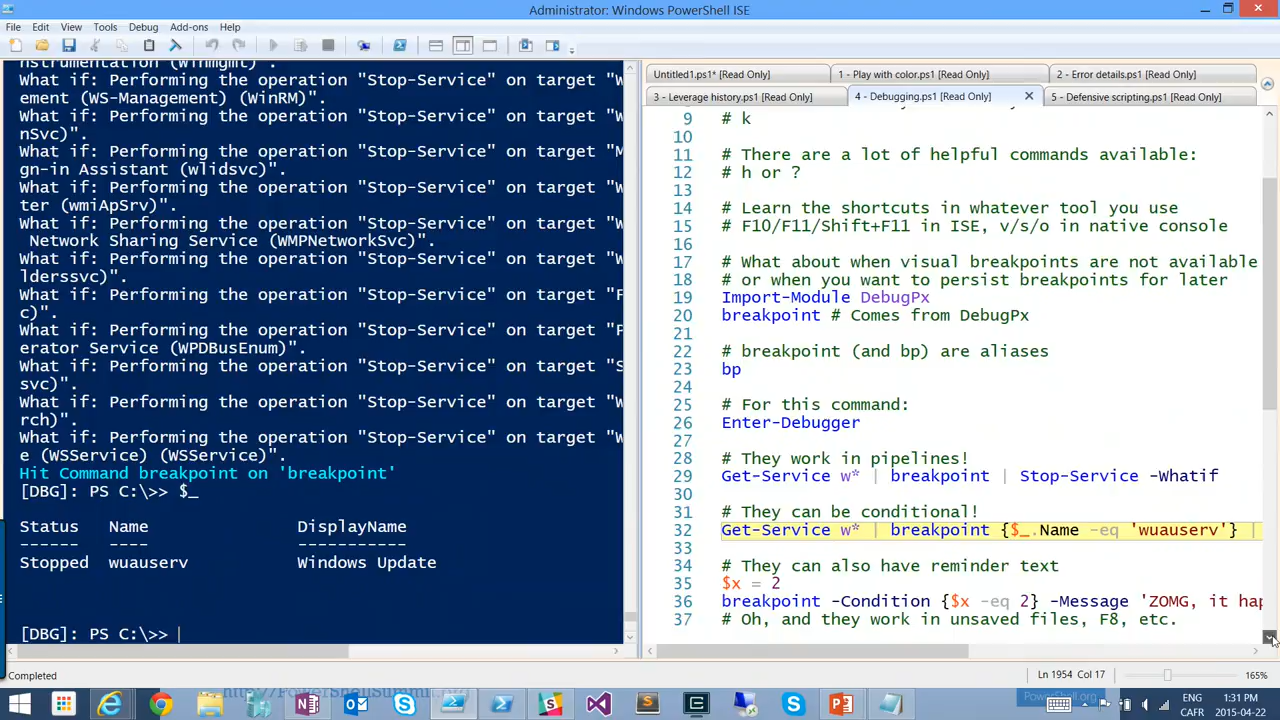 Administrator: Windows PowerShell ISE
File Edit View Tools Debug Add-ons Help
nstrumentation (Winmgmt)".
What if: Performing the operation "Stop-Service" on target "W
ement (WS-Management) (WinRM)".
What if: Performing the operation "Stop-Service" on target "W
nSvc)".
What if: Performing the operation "Stop-Service" on target "M
gn-in Assistant (wlidsvc)".
What if: Performing the operation "Stop-Service" on target "W
ter (wmiApSrv)".
What if: Performing the operation "Stop-Service" on target "W
 Network Sharing Service (WMPNetworkSvc)".
What if: Performing the operation "Stop-Service" on target "W
lderssvc)".
What if: Performing the operation "Stop-Service" on target "F
c)".
What if: Performing the operation "Stop-Service" on target "P
erator Service (WPDBusEnum)".
What if: Performing the operation "Stop-Service" on target "S
svc)".
What if: Performing the operation "Stop-Service" on target "W
rch)".
What if: Performing the operation "Stop-Service" on target "W
e (WSService) (WSService)".
Hit Command breakpoint on 'breakpoint'
[DBG]: PS C:\>> $_
Status Name DisplayName
------ ---- -----------
Stopped wuauserv Windows Update
[DBG]: PS C:\>>
Untitled1.ps1* [Read Only] 1 - Play with color.ps1 [Read Only] 2 - Error details.ps1 [Read Only]
3 - Leverage history.ps1 [Read Only] 4 - Debugging.ps1 [Read Only] 5 - Defensive scripting.ps1 [Read Only]
9 # k
10
11 # There are a lot of helpful commands available:
12 # h or ?
13
14 # Learn the shortcuts in whatever tool you use
15 # F10/F11/Shift+F11 in ISE, v/s/o in native console
16
17 # What about when visual breakpoints are not available
18 # or when you want to persist breakpoints for later
19 Import-Module DebugPx
20 breakpoint # Comes from DebugPx
21
22 # breakpoint (and bp) are aliases
23 bp
24
25 # For this command:
26 Enter-Debugger
27
28 # They work in pipelines!
29 Get-Service w* | breakpoint | Stop-Service -Whatif
30
31 # They can be conditional!
32 Get-Service w* | breakpoint {$_.Name -eq 'wuauserv'} |
33
34 # They can also have reminder text
35 $x = 2
36 breakpoint -Condition {$x -eq 2} -Message 'ZOMG, it hap
37 # Oh, and they work in unsaved files, F8, etc.
Completed Ln 1954 Col 17 165%
PowerShell.org
ENG 1:31 PM
CAFR 2015-04-22